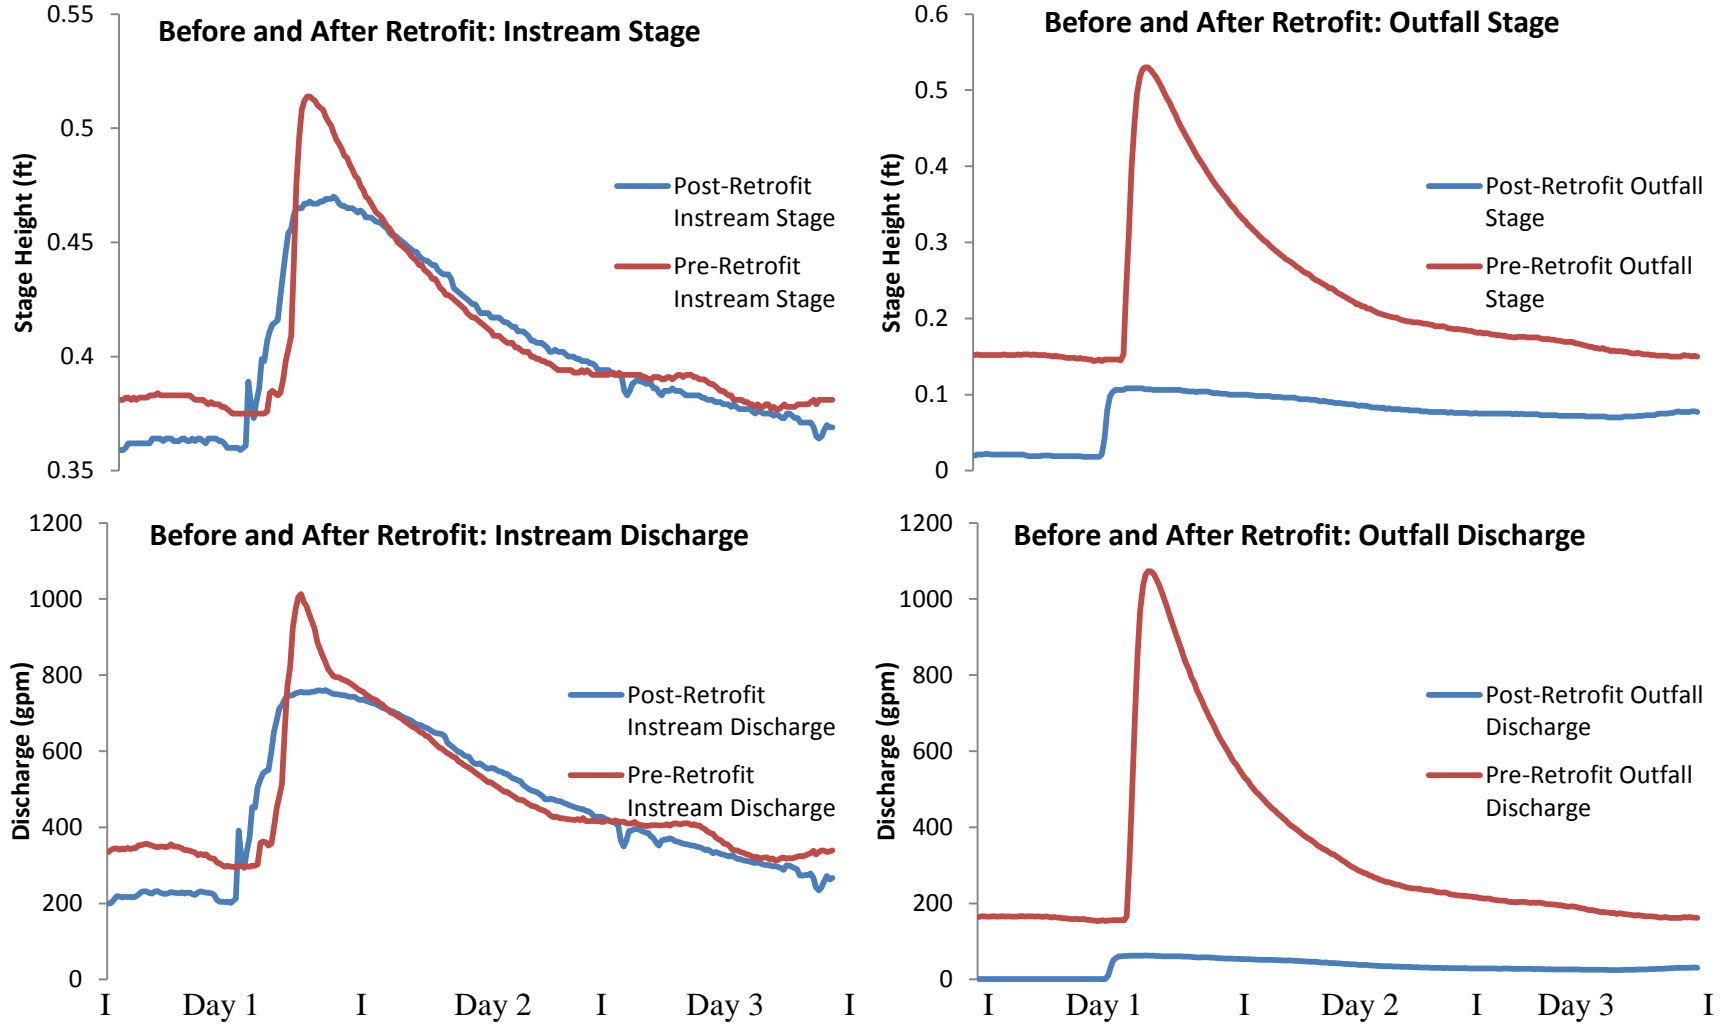 Before and After Retrofit: Instream Stage
0.55
0.5
0.45
0.4
0.35
Stage Height (ft)
Post-Retrofit
Instream Stage
Pre-Retrofit
Instream Stage
Before and After Retrofit: Outfall Stage
0.6
0.5
0.4
0.3
0.2
0.1
0
Stage Height (ft)
Post-Retrofit Outfall
Stage
Pre-Retrofit Outfall
Stage
Before and After Retrofit: Instream Discharge
1200
1000
800
600
400
200
0
Discharge (gpm)
Post-Retrofit
Instream Discharge
Pre-Retrofit
Instream Discharge
I Day 1 I Day 2 I Day 3 I
Before and After Retrofit: Outfall Discharge
1200
1000
800
600
400
200
0
Discharge (gpm)
Post-Retrofit Outfall
Discharge
Pre-Retrofit Outfall
Discharge
I Day 1 I Day 2 I Day 3 I